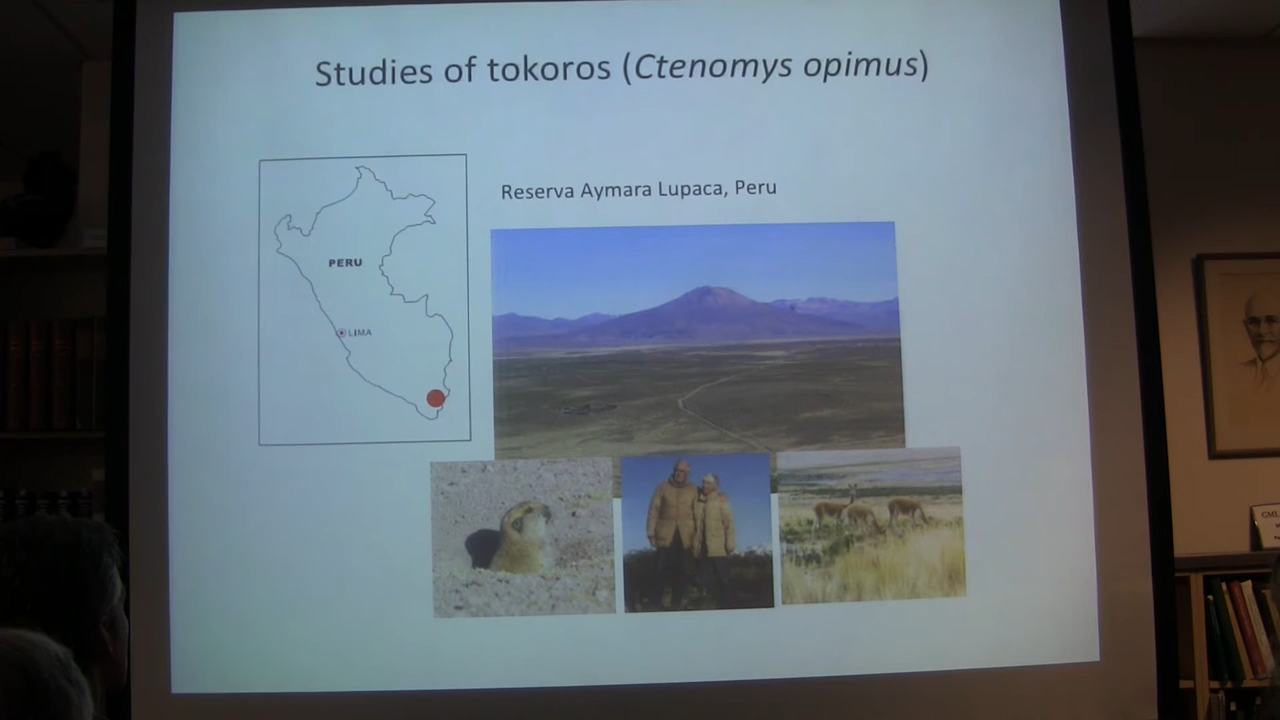 Studies of tokoros (Ctenomys opimus)
Reserva Aymara Lupaca, Peru
PERU
LIMA